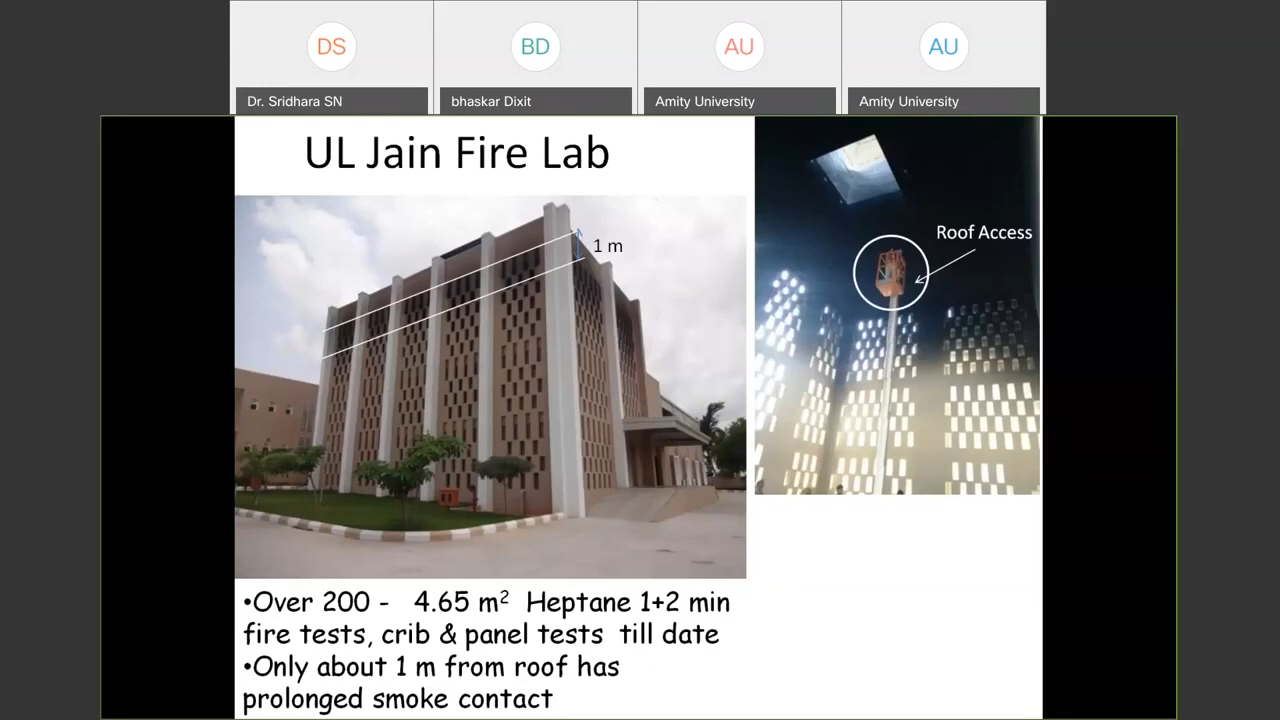 DS
BD
AU
AU
Dr. Sridhara SN
bhaskar Dixit
Amity University
Amity University
UL Jain Fire Lab
1 m
Roof Access
•Over 200 - 4.65 m² Heptane 1+2 min
fire tests, crib & panel tests till date
•Only about 1 m from roof has
prolonged smoke contact